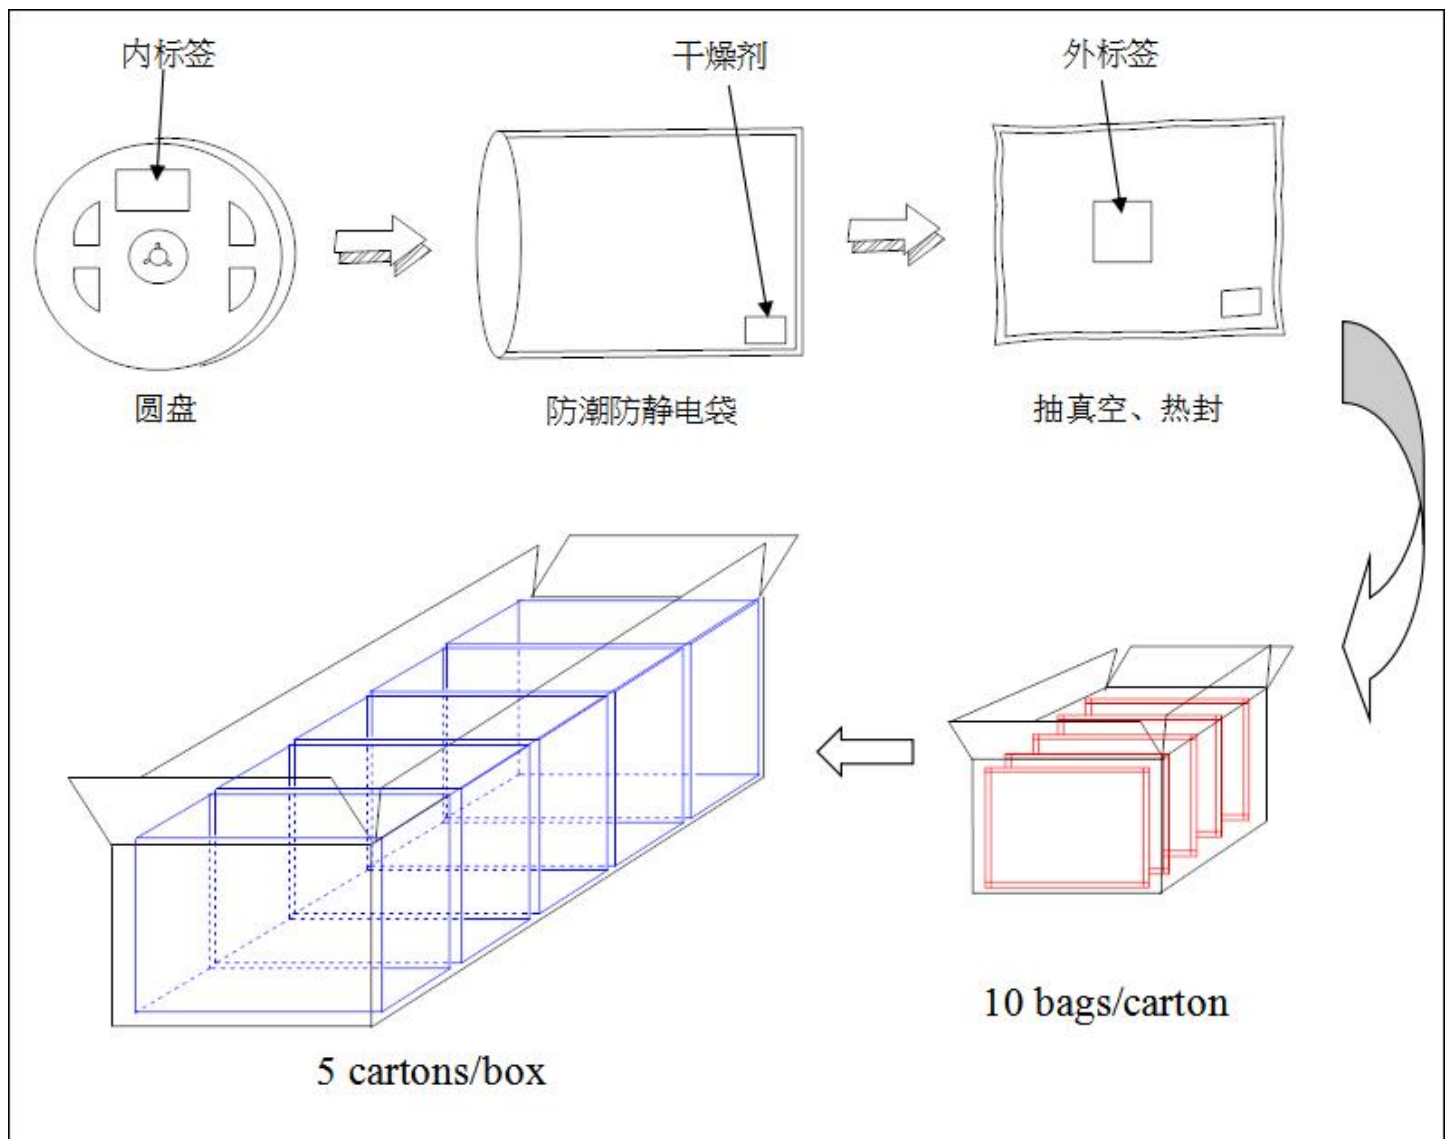 内标签
干燥剂
外标签
圆盘
防潮防静电袋
抽真空、热封
10 bags/carton
5 cartons/box